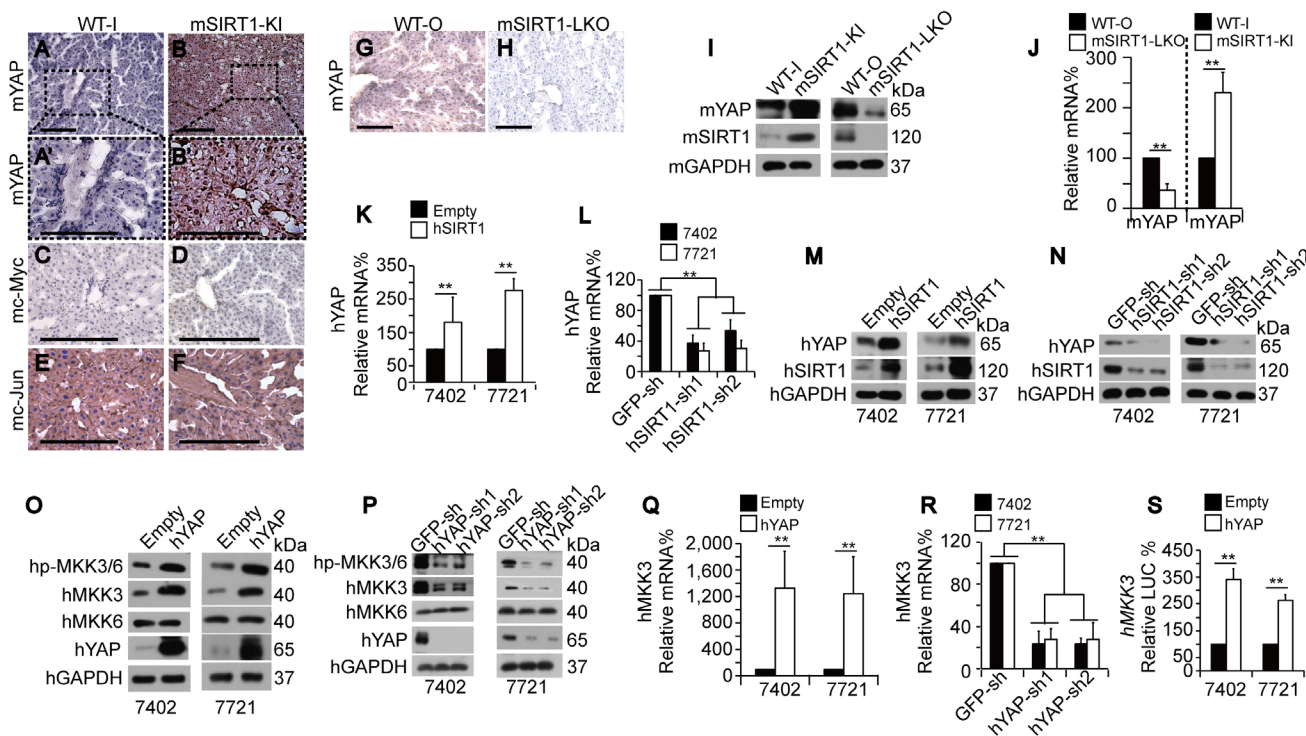 WT-I mSIRT1-KI
A B
mYAP
A' B'
mYAP
C D
mc-Myc
E F
mc-Jun
WT-O mSIRT1-LKO
G H
mYAP
I
WT-I mSIRT1-KI WT-O mSIRT1-LKO
kDa
mYAP 65
mSIRT1 120
mGAPDH 37
J
WT-O WT-I
mSIRT1-LKO mSIRT1-KI
Relative mRNA%
300
200
100
0
** **
mYAP mYAP
K
Empty
hSIRT1
hYAP
Relative mRNA%
350
250
150
100
50
0
** **
7402 7721
L
7402
7721
hYAP
Relative mRNA%
120
80
40
0
**
GFP-sh hSIRT1-sh1 hSIRT1-sh2
M
Empty hSIRT1 Empty hSIRT1
kDa
hYAP 65
hSIRT1 120
hGAPDH 37
7402 7721
N
GFP-sh hSIRT1-sh1 hSIRT1-sh2 GFP-sh hSIRT1-sh1 hSIRT1-sh2
kDa
hYAP 65
hSIRT1 120
hGAPDH 37
7402 7721
O
Empty hYAP Empty hYAP
kDa
hp-MKK3/6 40
hMKK3 40
hMKK6 40
hYAP 65
hGAPDH 37
7402 7721
P
GFP-sh hYAP-sh1 hYAP-sh2 GFP-sh hYAP-sh1 hYAP-sh2
kDa
hp-MKK3/6 40
hMKK3 40
hMKK6 40
hYAP 65
hGAPDH 37
7402 7721
Q
Empty
hYAP
hMKK3
Relative mRNA%
2,000
1,600
1,200
800
400
0
** **
7402 7721
R
7402
7721
hMKK3
Relative mRNA%
120
80
40
0
**
GFP-sh hYAP-sh1 hYAP-sh2
S
Empty
hYAP
hMKK3
Relative LUC %
450
350
250
150
100
50
0
** **
7402 7721